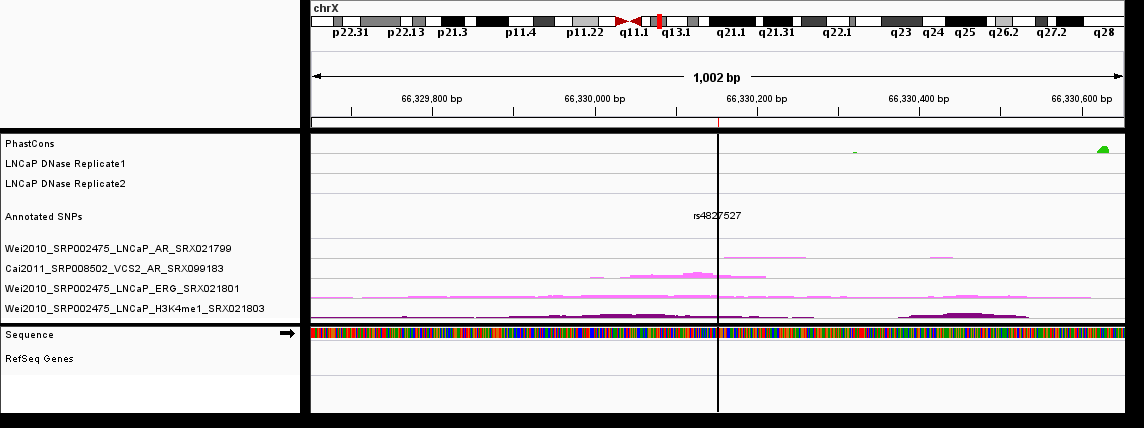 chrX
p22.31 p22.13 p21.3 p11.4 p11.22 q11.1 q13.1 q21.1 q21.31 q22.1 q23 q24 q25 q26.2 q27.2 q28
1,002 bp
66,329,800 bp 66,330,000 bp 66,330,200 bp 66,330,400 bp 66,330,600 bp
PhastCons
LNCaP DNase Replicate1
LNCaP DNase Replicate2
Annotated SNPs
rs4827527
Wei2010_SRP002475_LNCaP_AR_SRX021799
Cai2011_SRP008502_VCS2_AR_SRX099183
Wei2010_SRP002475_LNCaP_ERG_SRX021801
Wei2010_SRP002475_LNCaP_H3K4me1_SRX021803
Sequence
RefSeq Genes